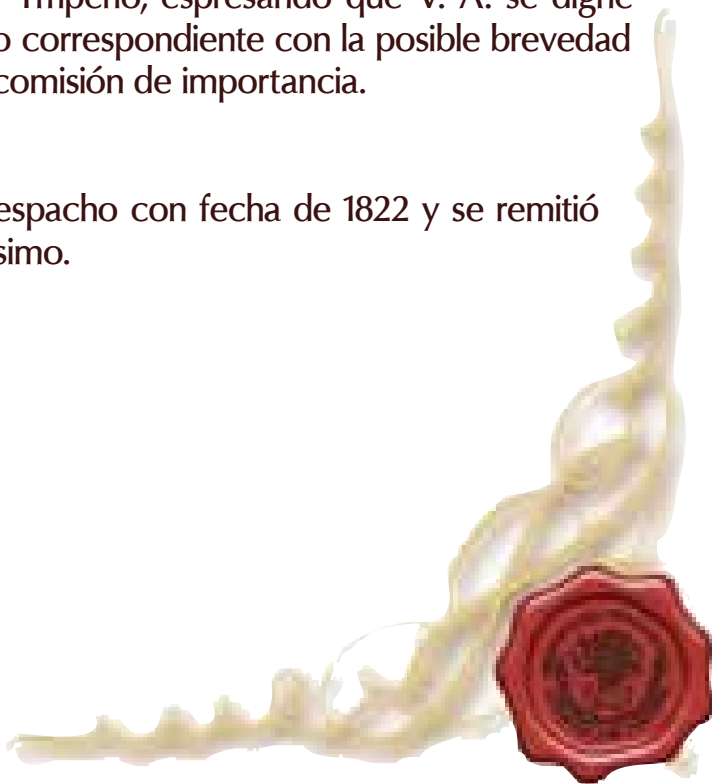 Ymperio, espresando que V. A. se digne
o correspondiente con la posible brevedad
comisión de importancia.
espacho con fecha de 1822 y se remitió
simo.